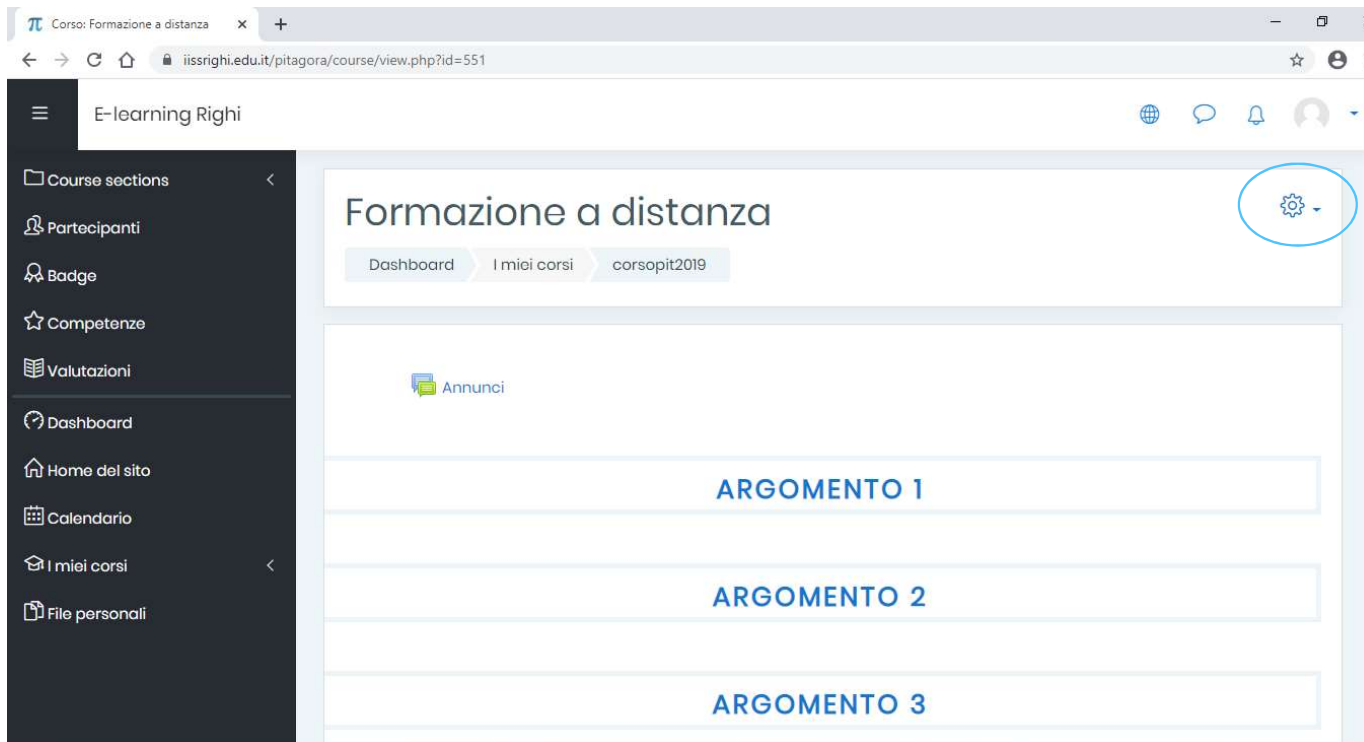 Corso: Formazione a distanza
iissrighi.edu.it/pitagora/course/view.php?id=551
E-learning Righi
Course sections
Partecipanti
Badge
Competenze
Valutazioni
Dashboard
Home del sito
Calendario
I miei corsi
File personali
Formazione a distanza
Dashboard I miei corsi corsopit2019
Annunci
ARGOMENTO 1
ARGOMENTO 2
ARGOMENTO 3